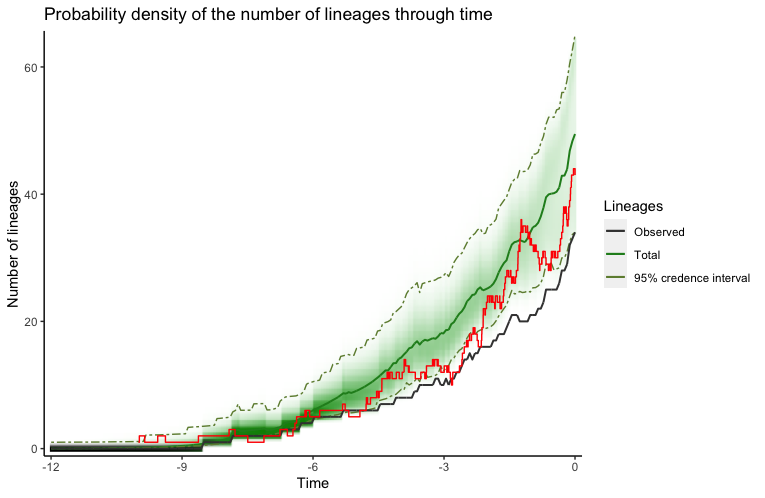 Probability density of the number of lineages through time
60
40
20
0
Number of lineages
-12
-9
-6
-3
0
Time
Lineages
Observed
Total
95% credence interval